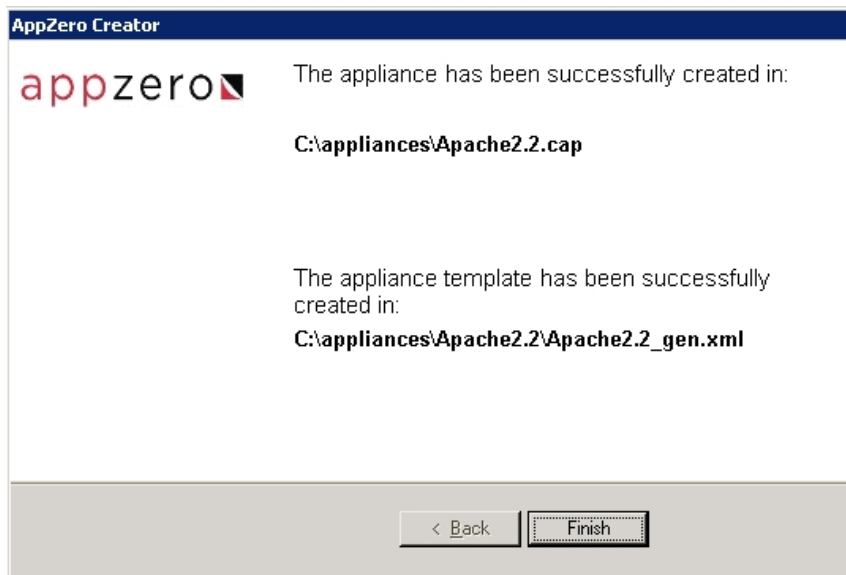 AppZero Creator
appzero
The appliance has been successfully created in:
C:\appliances\Apache2.2.cap
The appliance template has been successfully
created in:
C:\appliances\Apache2.2\Apache2.2_gen.xml
< Back
Finish